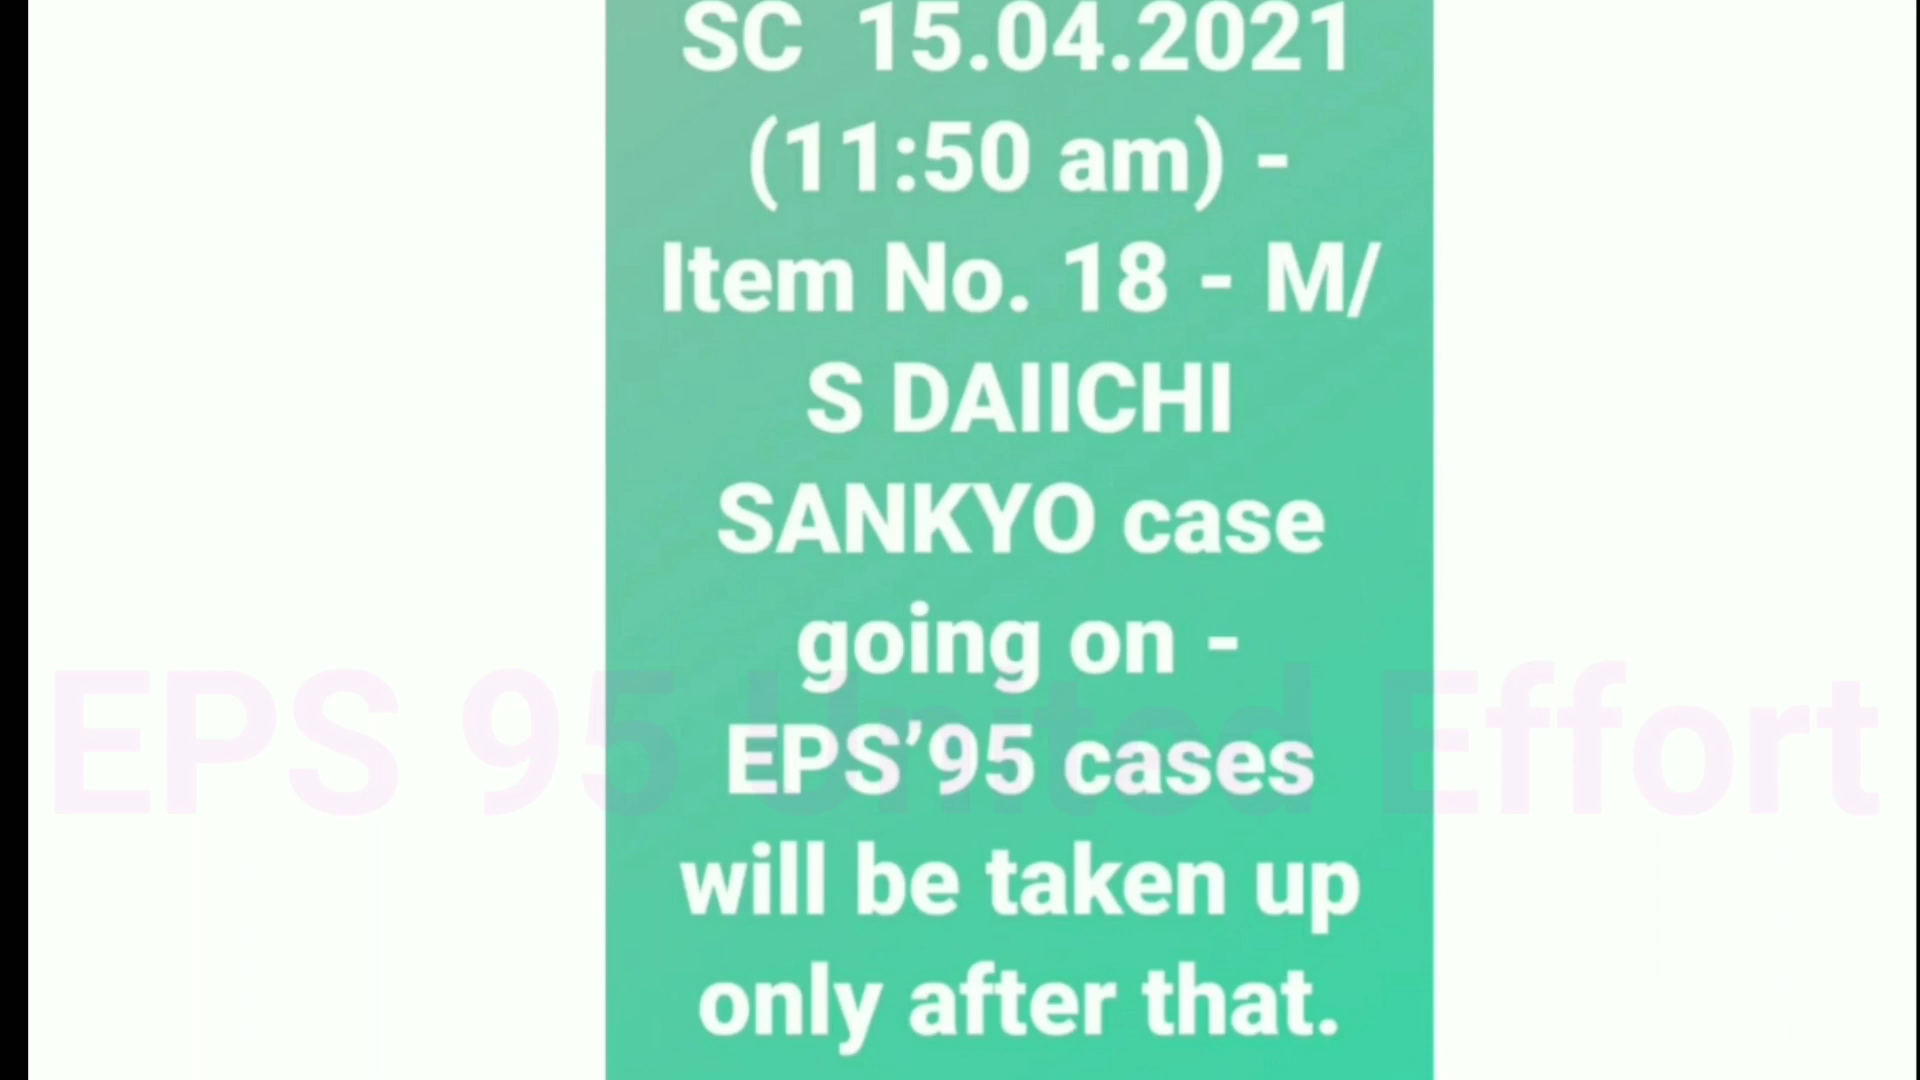 SC 15.04.2021
(11:50 am) -
Item No. 18 - M/
S DAIICHI
SANKYO case
going on -
EPS’95 cases
will be taken up
only after that.
EPS 95 United Effort